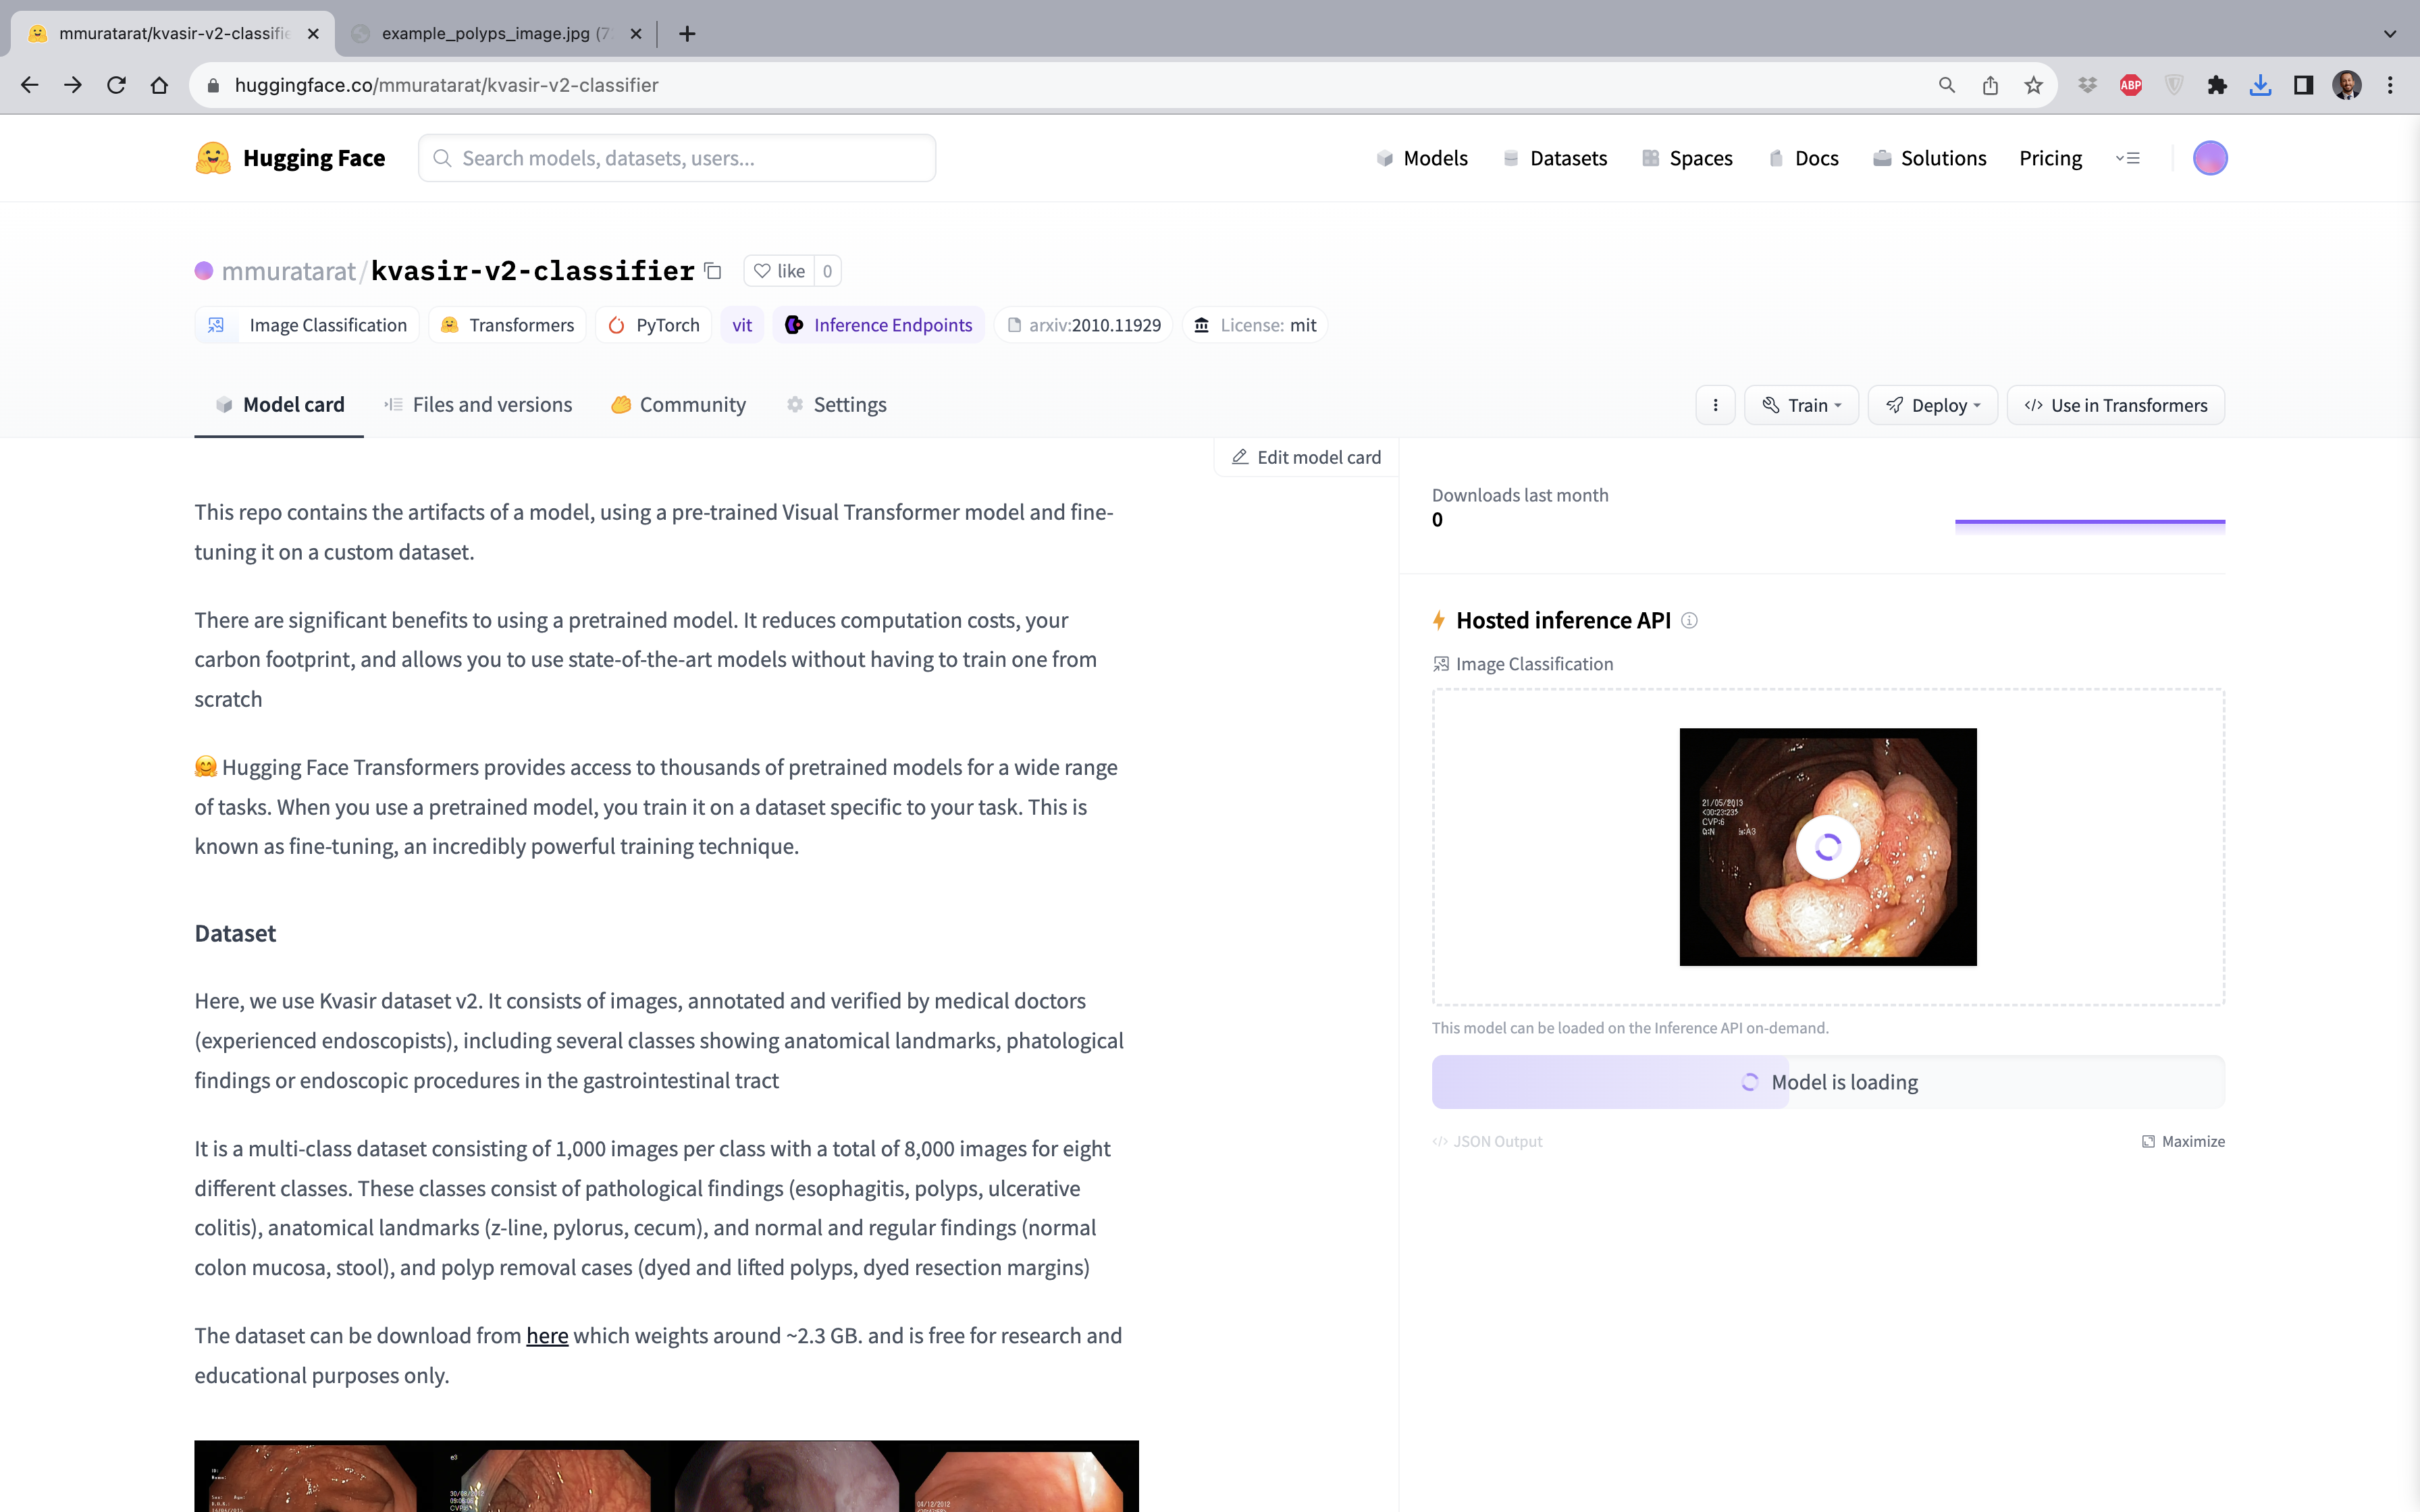 mmuratarat/kvasir-v2-classifie
example_polyps_image.jpg (7
huggingface.co/mmuratarat/kvasir-v2-classifier
ABP
Hugging Face
Search models, datasets, users...
Models
Datasets
Spaces
Docs
Solutions
Pricing
mmuratarat/kvasir-v2-classifier
like 0
Image Classification
Transformers
PyTorch
vit
Inference Endpoints
arxiv:2010.11929
License: mit
Model card
Files and versions
Community
Settings
Train
Deploy
</> Use in Transformers
Edit model card
This repo contains the artifacts of a model, using a pre-trained Visual Transformer model and fine-
tuning it on a custom dataset.
There are significant benefits to using a pretrained model. It reduces computation costs, your
carbon footprint, and allows you to use state-of-the-art models without having to train one from
scratch
🤗 Hugging Face Transformers provides access to thousands of pretrained models for a wide range
of tasks. When you use a pretrained model, you train it on a dataset specific to your task. This is
known as fine-tuning, an incredibly powerful training technique.
Dataset
Here, we use Kvasir dataset v2. It consists of images, annotated and verified by medical doctors
(experienced endoscopists), including several classes showing anatomical landmarks, phatological
findings or endoscopic procedures in the gastrointestinal tract
It is a multi-class dataset consisting of 1,000 images per class with a total of 8,000 images for eight
different classes. These classes consist of pathological findings (esophagitis, polyps, ulcerative
colitis), anatomical landmarks (z-line, pylorus, cecum), and normal and regular findings (normal
colon mucosa, stool), and polyp removal cases (dyed and lifted polyps, dyed resection margins)
The dataset can be download from here which weights around ~2.3 GB. and is free for research and
educational purposes only.
30/08/2012
06/12/2012
Downloads last month
0
Hosted inference API
Image Classification
21/05/2013
CVP:6
This model can be loaded on the Inference API on-demand.
Model is loading
</> JSON Output
Maximize